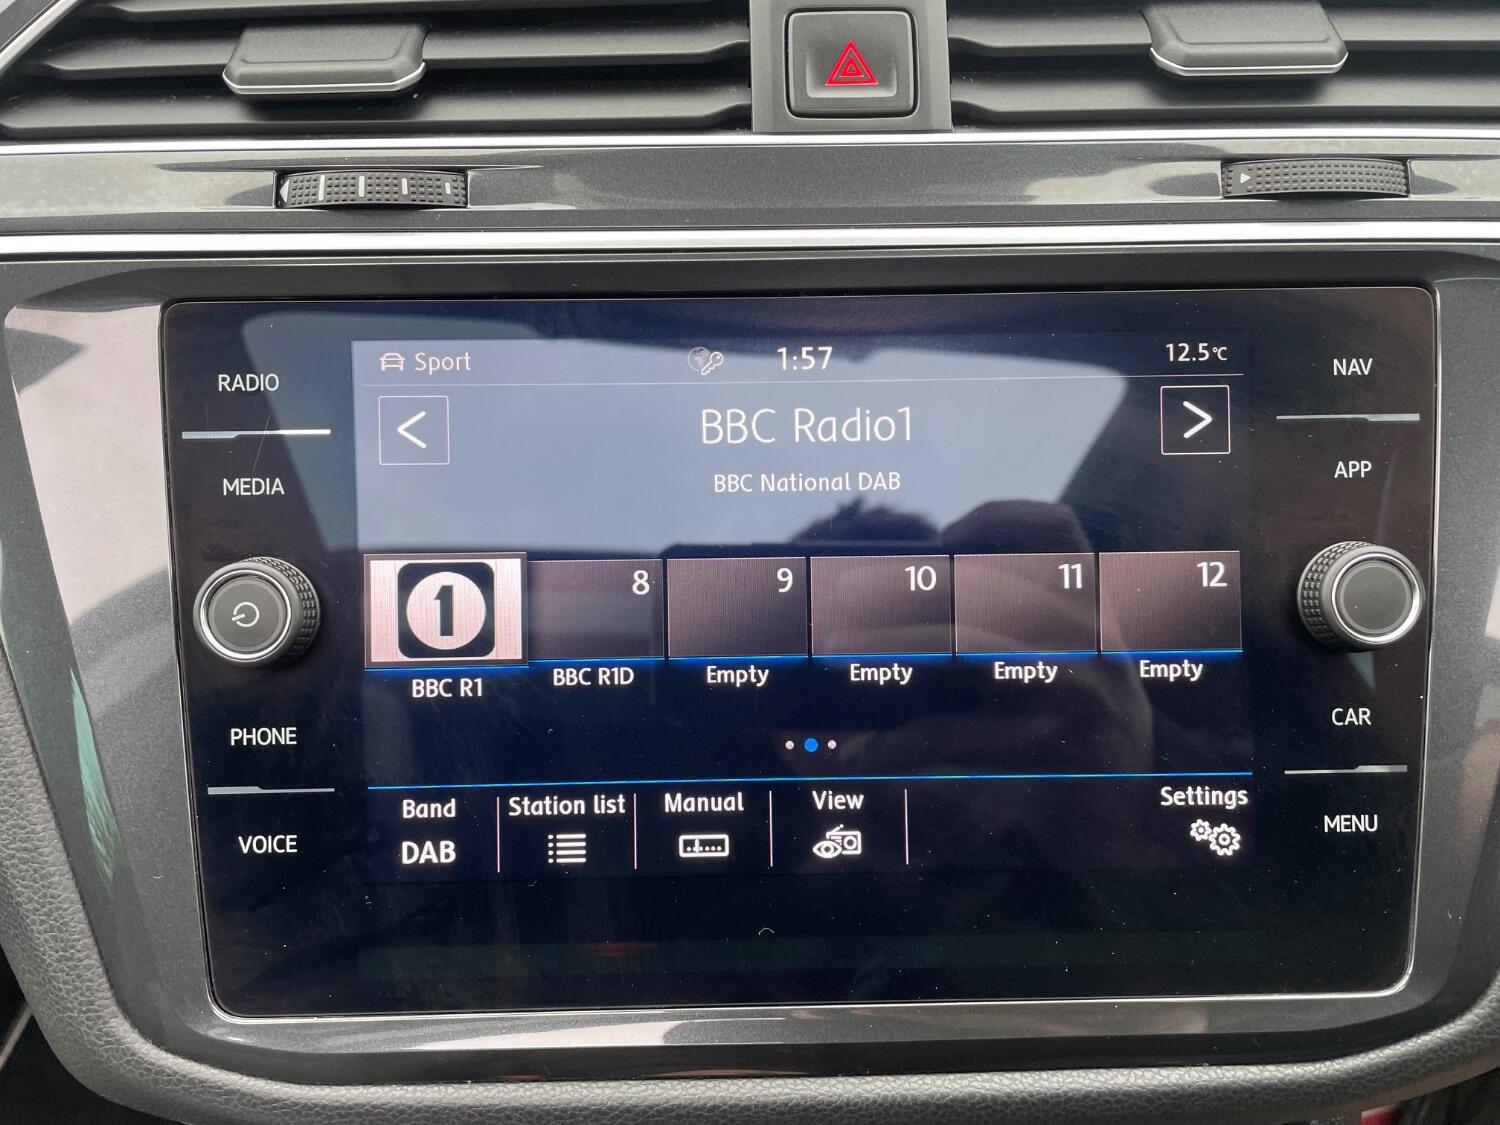 RADIO
MEDIA
PHONE
VOICE
Sport
1:57
12.5°C
<
BBC Radio1
>
BBC National DAB
1
8
9
10
11
12
BBC R1
BBC R1D
Empty
Empty
Empty
Empty
Band
DAB
Station list
Manual
View
Settings
NAV
APP
CAR
MENU